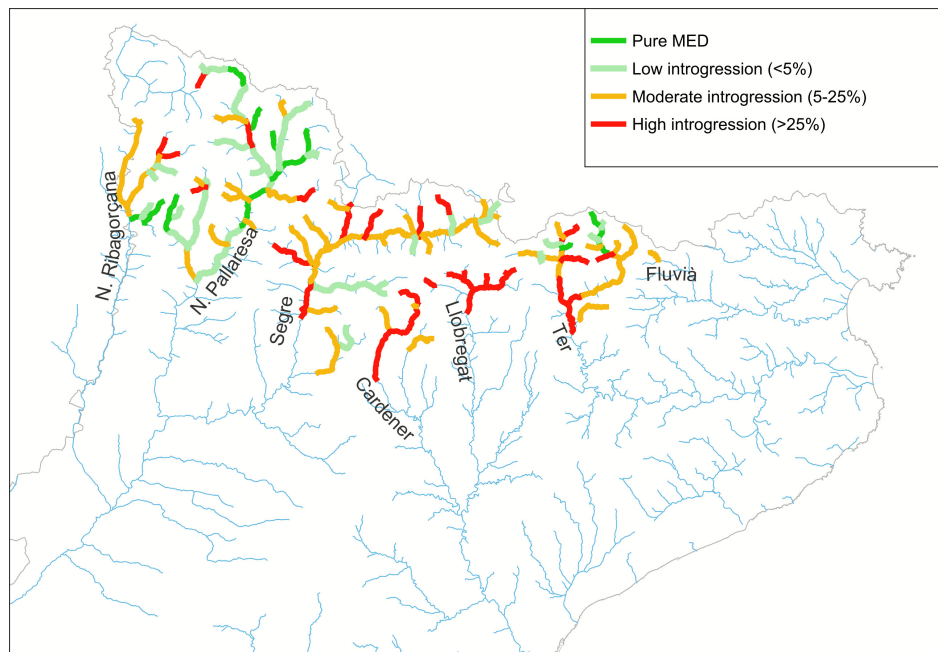 Pure MED
Low introgression (<5%)
Moderate introgression (5-25%)
High introgression (>25%)
N. Ribagorçana
N. Pallaresa
Segre
Cardener
Llobregat
Ter
Fluvià